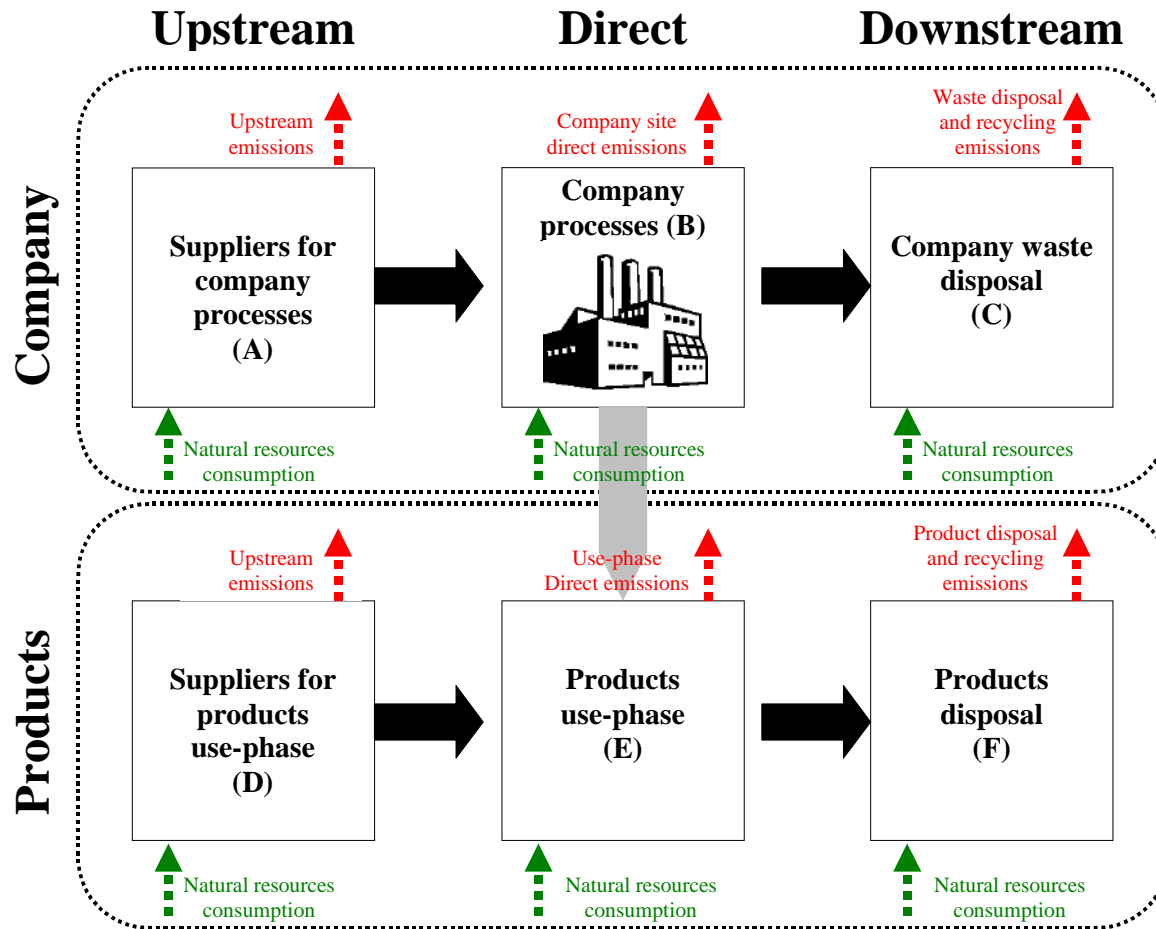 Upstream
Direct
Downstream
Company
Upstream
emissions
Company site
direct emissions
Waste disposal
and recycling
emissions
Suppliers for
company
processes
(A)
Company
processes (B)
Company waste
disposal
(C)
Natural resources
consumption
Natural resources
consumption
Natural resources
consumption
Products
Upstream
emissions
Use-phase
Direct emissions
Product disposal
and recycling
emissions
Suppliers for
products
use-phase
(D)
Products
use-phase
(E)
Products
disposal
(F)
Natural resources
consumption
Natural resources
consumption
Natural resources
consumption